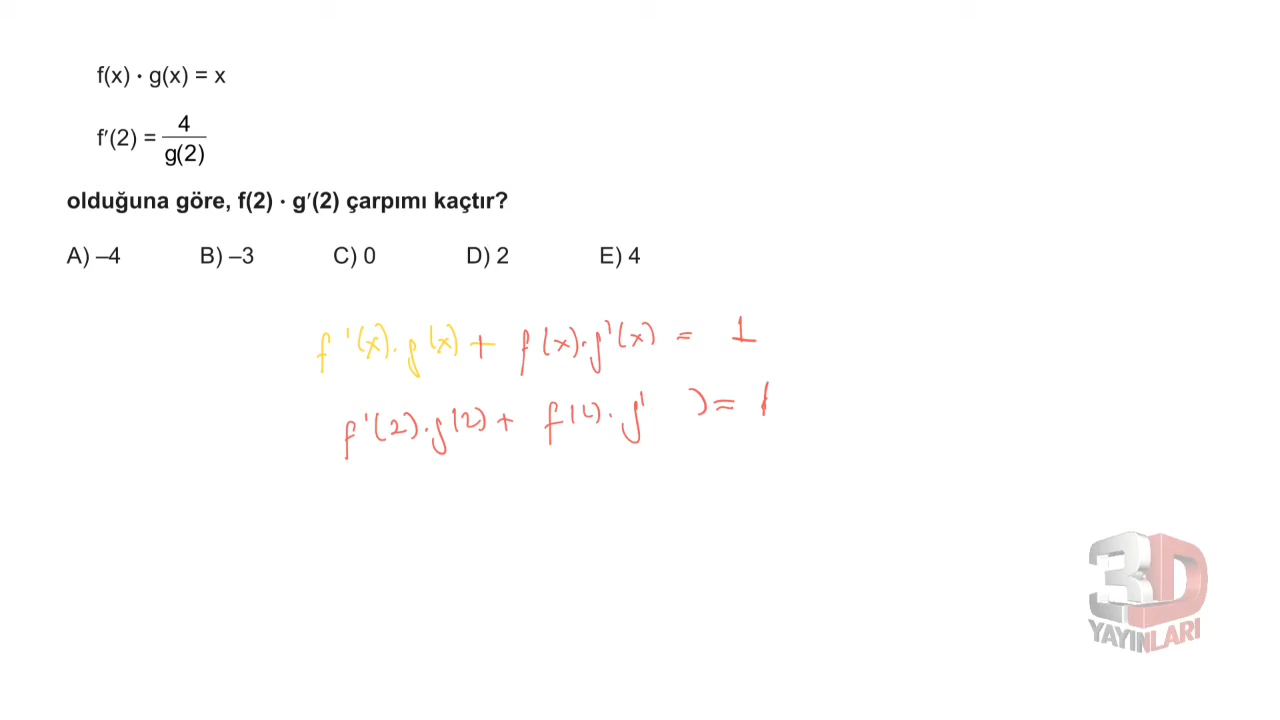 f(x) · g(x) = x
f′(2) = 4/g(2)
olduğuna göre, f(2) · g′(2) çarpımı kaçtır?
A) –4 B) –3 C) 0 D) 2 E) 4
f'(x).g(x) + f(x).g'(x) = 1
f'(2).g(2) + f(2).g' ) = 1
3D
YAYINLARI